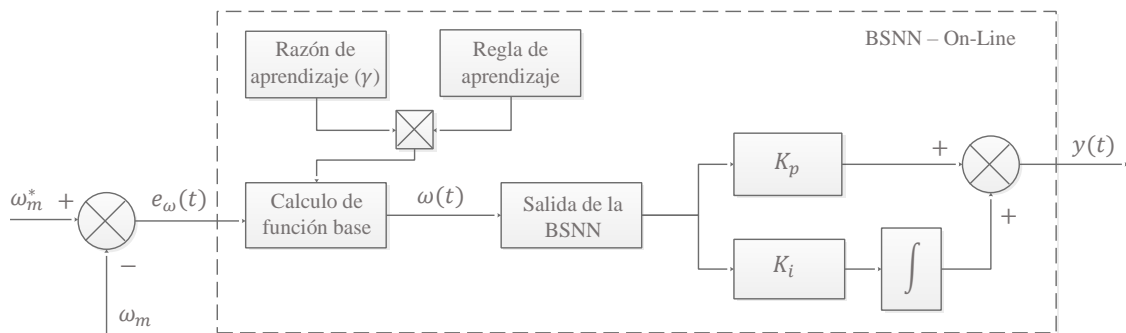 BSNN – On-Line
Razón de
aprendizaje (γ)
Regla de
aprendizaje
ω*ₘ
+
−
ωₘ
e_ω(t)
Calculo de
función base
ω(t)
Salida de la
BSNN
Kₚ
Kᵢ
∫
+
+
y(t)